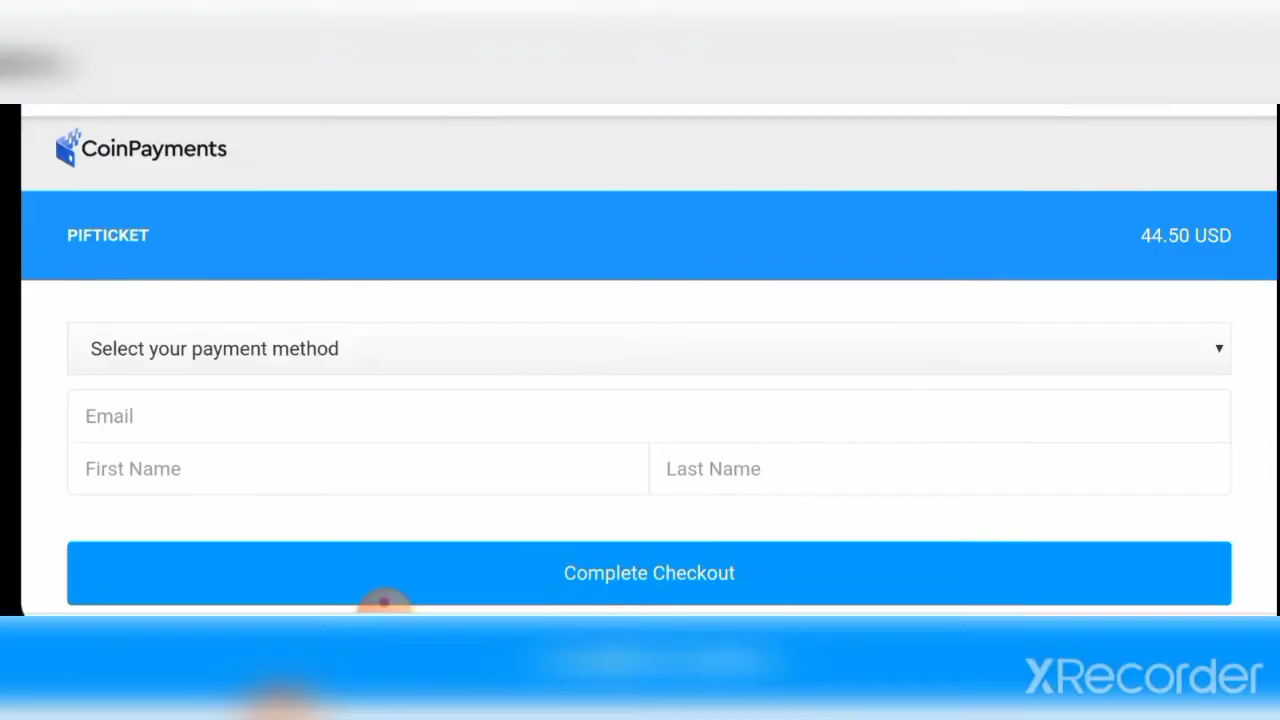 CoinPayments
PIFTICKET
44.50 USD
Select your payment method
Email
First Name
Last Name
Complete Checkout
XRecorder